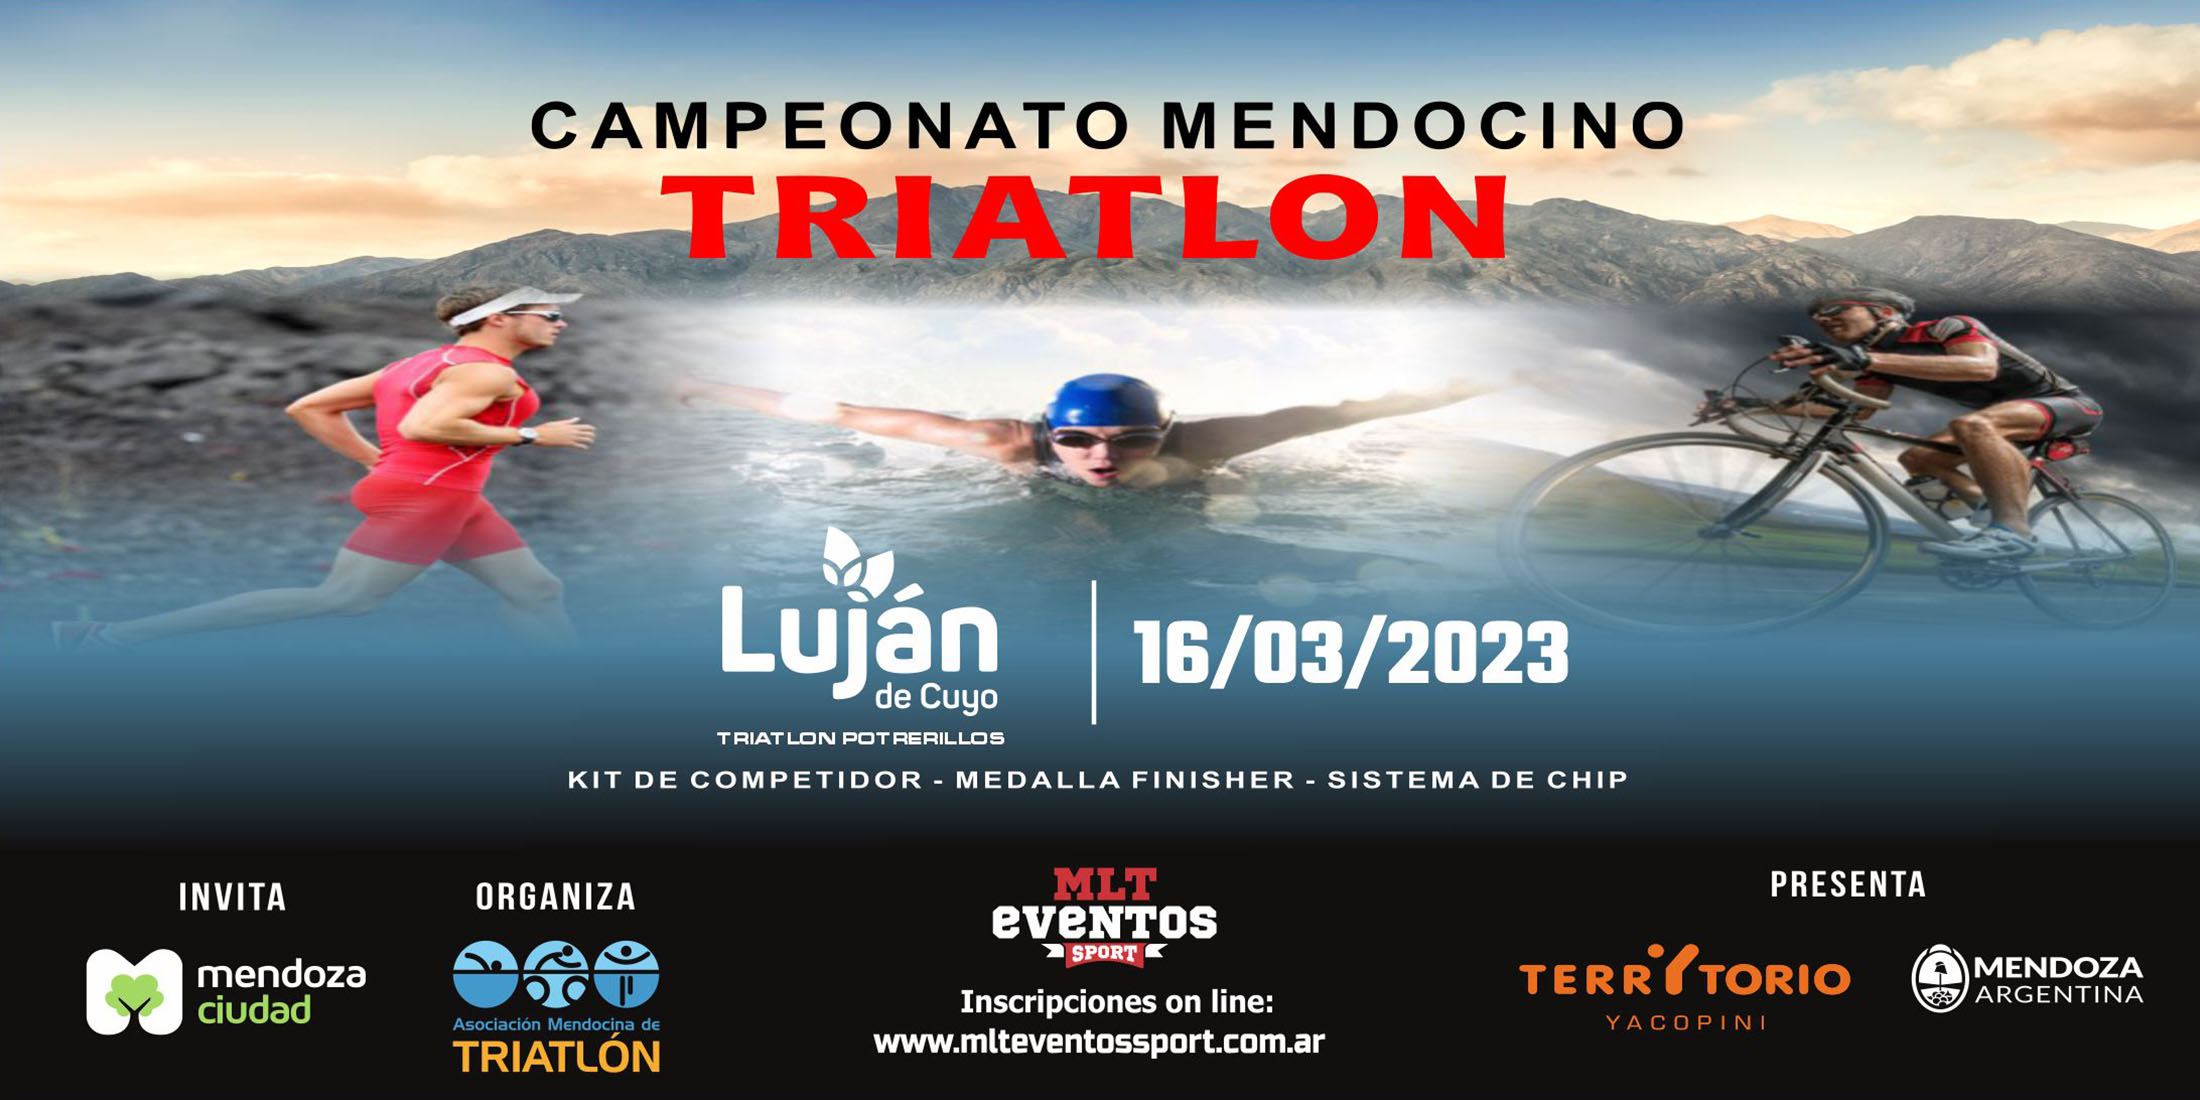 CAMPEONATO MENDOCINO
TRIATLON
Luján
de Cuyo
TRIATLON POTRERILLOS
16/03/2023
KIT DE COMPETIDOR - MEDALLA FINISHER - SISTEMA DE CHIP
INVITA
mendoza
ciudad
ORGANIZA
Asociación Mendocina de
TRIATLÓN
MLT
eventos
SPORT
Inscripciones on line:
www.mlteventossport.com.ar
PRESENTA
TERRYTORIO
YACOPINI
MENDOZA
ARGENTINA